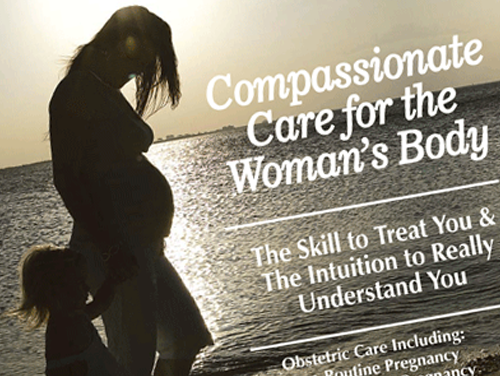 Compassionate
Care for the
Woman's Body
The Skill to Treat You &
The Intuition to Really
Understand You
Obstetric Care Including:
Routine Pregnancy